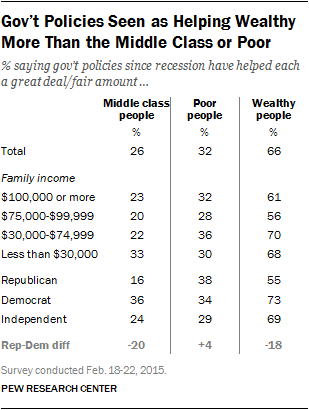 Gov't Policies Seen as Helping Wealthy
More Than the Middle Class or Poor
% saying gov't policies since recession have helped each
a great deal/fair amount ...
Middle class people Poor people Wealthy people
% % %
Total 26 32 66
Family income
$100,000 or more 23 32 61
$75,000-$99,999 20 28 56
$30,000-$74,999 22 36 70
Less than $30,000 33 30 68
Republican 16 38 55
Democrat 36 34 73
Independent 24 29 69
Rep-Dem diff -20 +4 -18
Survey conducted Feb. 18-22, 2015.
PEW RESEARCH CENTER